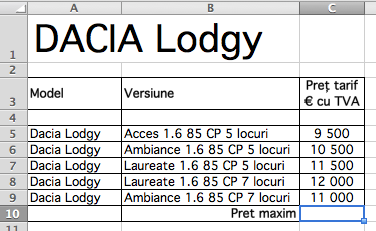 A B C
1 DACIA Lodgy
2
3 Model Versiune Preț tarif
€ cu TVA
4
5 Dacia Lodgy Acces 1.6 85 CP 5 locuri 9 500
6 Dacia Lodgy Ambiance 1.6 85 CP 5 locuri 10 500
7 Dacia Lodgy Laureate 1.6 85 CP 5 locuri 11 500
8 Dacia Lodgy Laureate 1.6 85 CP 7 locuri 12 000
9 Dacia Lodgy Ambiance 1.6 85 CP 7 locuri 11 000
10 Pret maxim